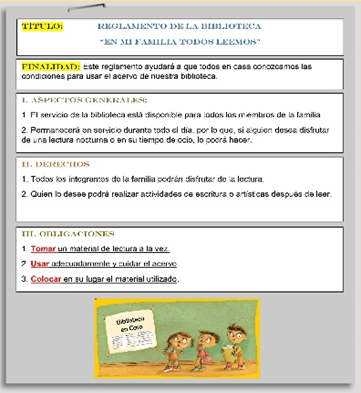 TÍTULO: REGLAMENTO DE LA BIBLIOTECA
"EN MI FAMILIA TODOS LEEMOS"
FINALIDAD: Este reglamento ayudará a que todos en casa conozcamos las
condiciones para usar el acervo de nuestra biblioteca.
I. ASPECTOS GENERALES:
1. El servicio de la biblioteca está disponible para todos los miembros de la familia
2. Permanecerá en servicio durante todo el día, por lo que, si alguien desea disfrutar
de una lectura nocturna o en su tiempo de ocio, lo podrá hacer.
II. DERECHOS
1. Todos los integrantes de la familia podrán disfrutar de la lectura.
2. Quien lo desee podrá realizar actividades de escritura o artísticas después de leer.
III. OBLIGACIONES
1. Tomar un material de lectura a la vez.
2. Usar adecuadamente y cuidar el acervo
3. Colocar en su lugar el material utilizado.
Biblioteca
en Casa